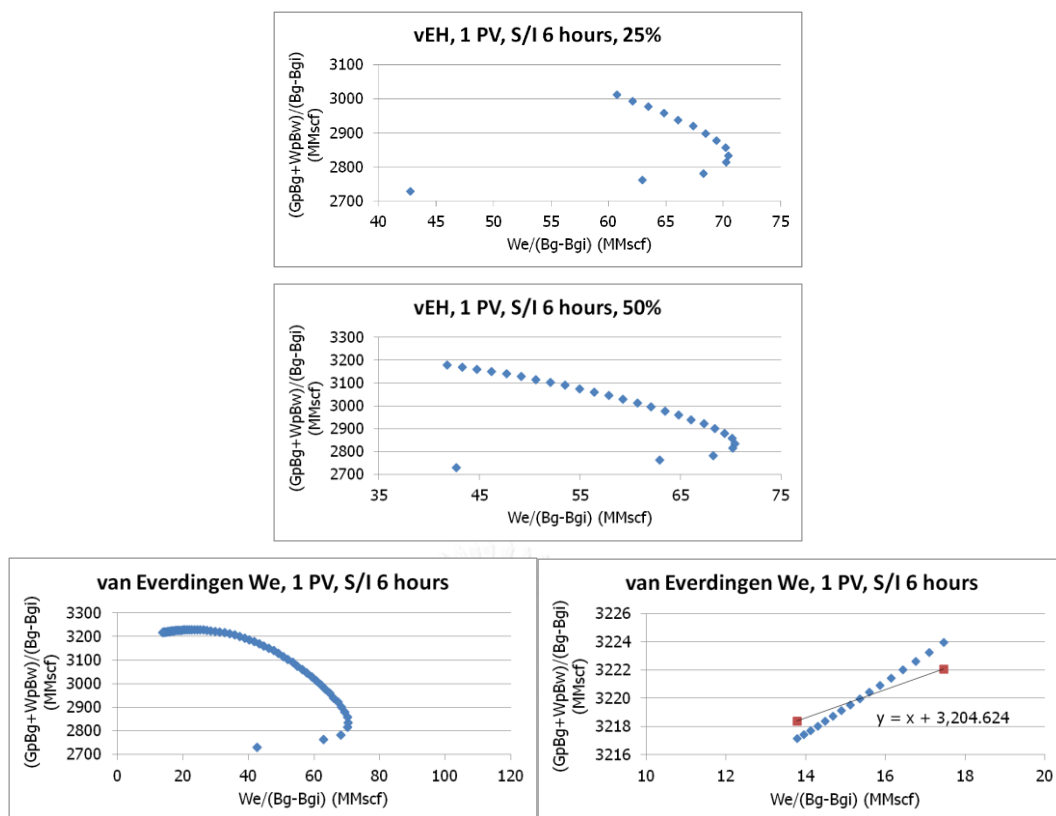 vEH, 1 PV, S/I 6 hours, 25%
(GpBg+WpBw)/(Bg-Bgi)
(MMscf)
3100
3000
2900
2800
2700
40 45 50 55 60 65 70 75
We/(Bg-Bgi) (MMscf)
vEH, 1 PV, S/I 6 hours, 50%
(GpBg+WpBw)/(Bg-Bgi)
(MMscf)
3300
3200
3100
3000
2900
2800
2700
35 45 55 65 75
We/(Bg-Bgi) (MMscf)
van Everdingen We, 1 PV, S/I 6 hours
(GpBg+WpBw)/(Bg-Bgi)
(MMscf)
3300
3200
3100
3000
2900
2800
2700
0 20 40 60 80 100 120
We/(Bg-Bgi) (MMscf)
van Everdingen We, 1 PV, S/I 6 hours
(GpBg+WpBw)/(Bg-Bgi)
(MMscf)
3226
3224
3222
3220
3218
3216
y = x + 3,204.624
10 12 14 16 18 20
We/(Bg-Bgi) (MMscf)